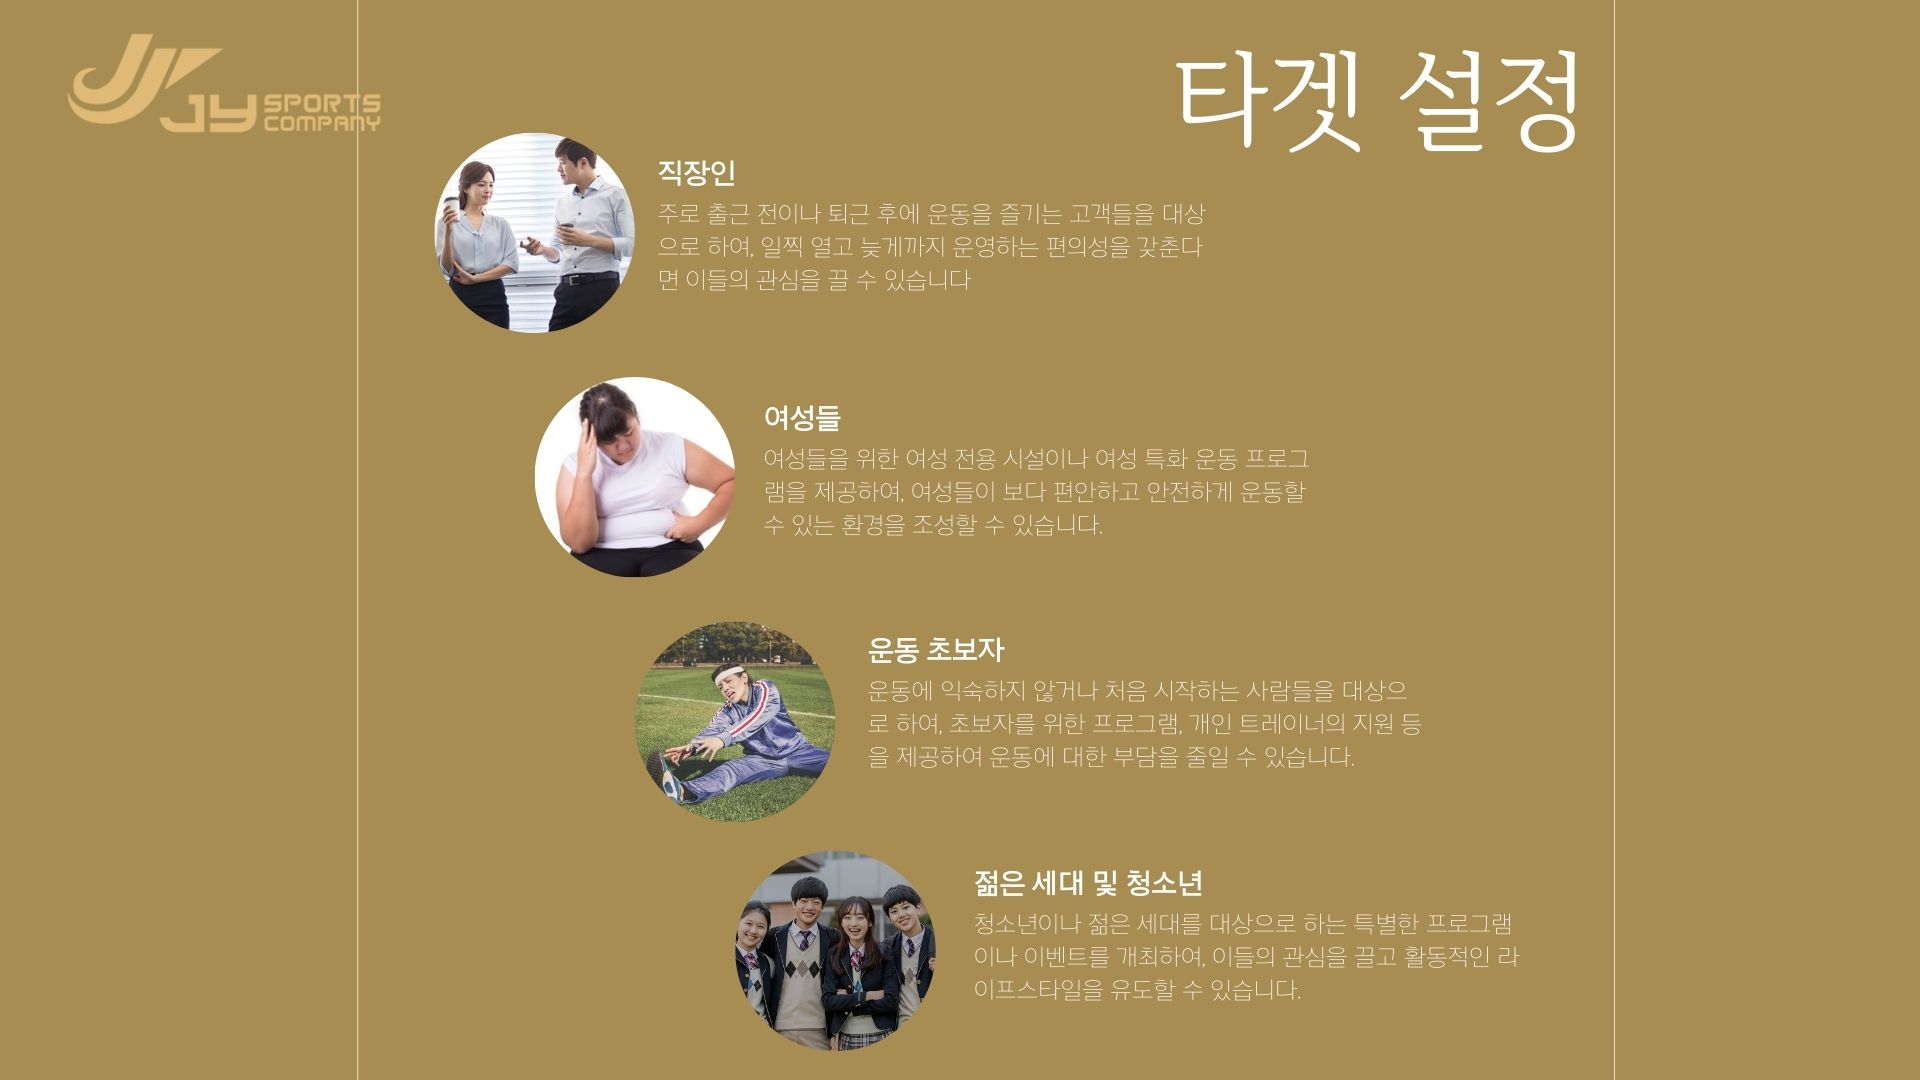 JY SPORTS
COMPANY
타겟 설정
직장인
주로 출근 전이나 퇴근 후에 운동을 즐기는 고객들을 대상
으로 하여, 일찍 열고 늦게까지 운영하는 편의성을 갖춘다
면 이들의 관심을 끌 수 있습니다
여성들
여성들을 위한 여성 전용 시설이나 여성 특화 운동 프로그
램을 제공하여, 여성들이 보다 편안하고 안전하게 운동할
수 있는 환경을 조성할 수 있습니다.
운동 초보자
운동에 익숙하지 않거나 처음 시작하는 사람들을 대상으
로 하여, 초보자를 위한 프로그램, 개인 트레이너의 지원 등
을 제공하여 운동에 대한 부담을 줄일 수 있습니다.
젊은 세대 및 청소년
청소년이나 젊은 세대를 대상으로 하는 특별한 프로그램
이나 이벤트를 개최하여, 이들의 관심을 끌고 활동적인 라
이프스타일을 유도할 수 있습니다.